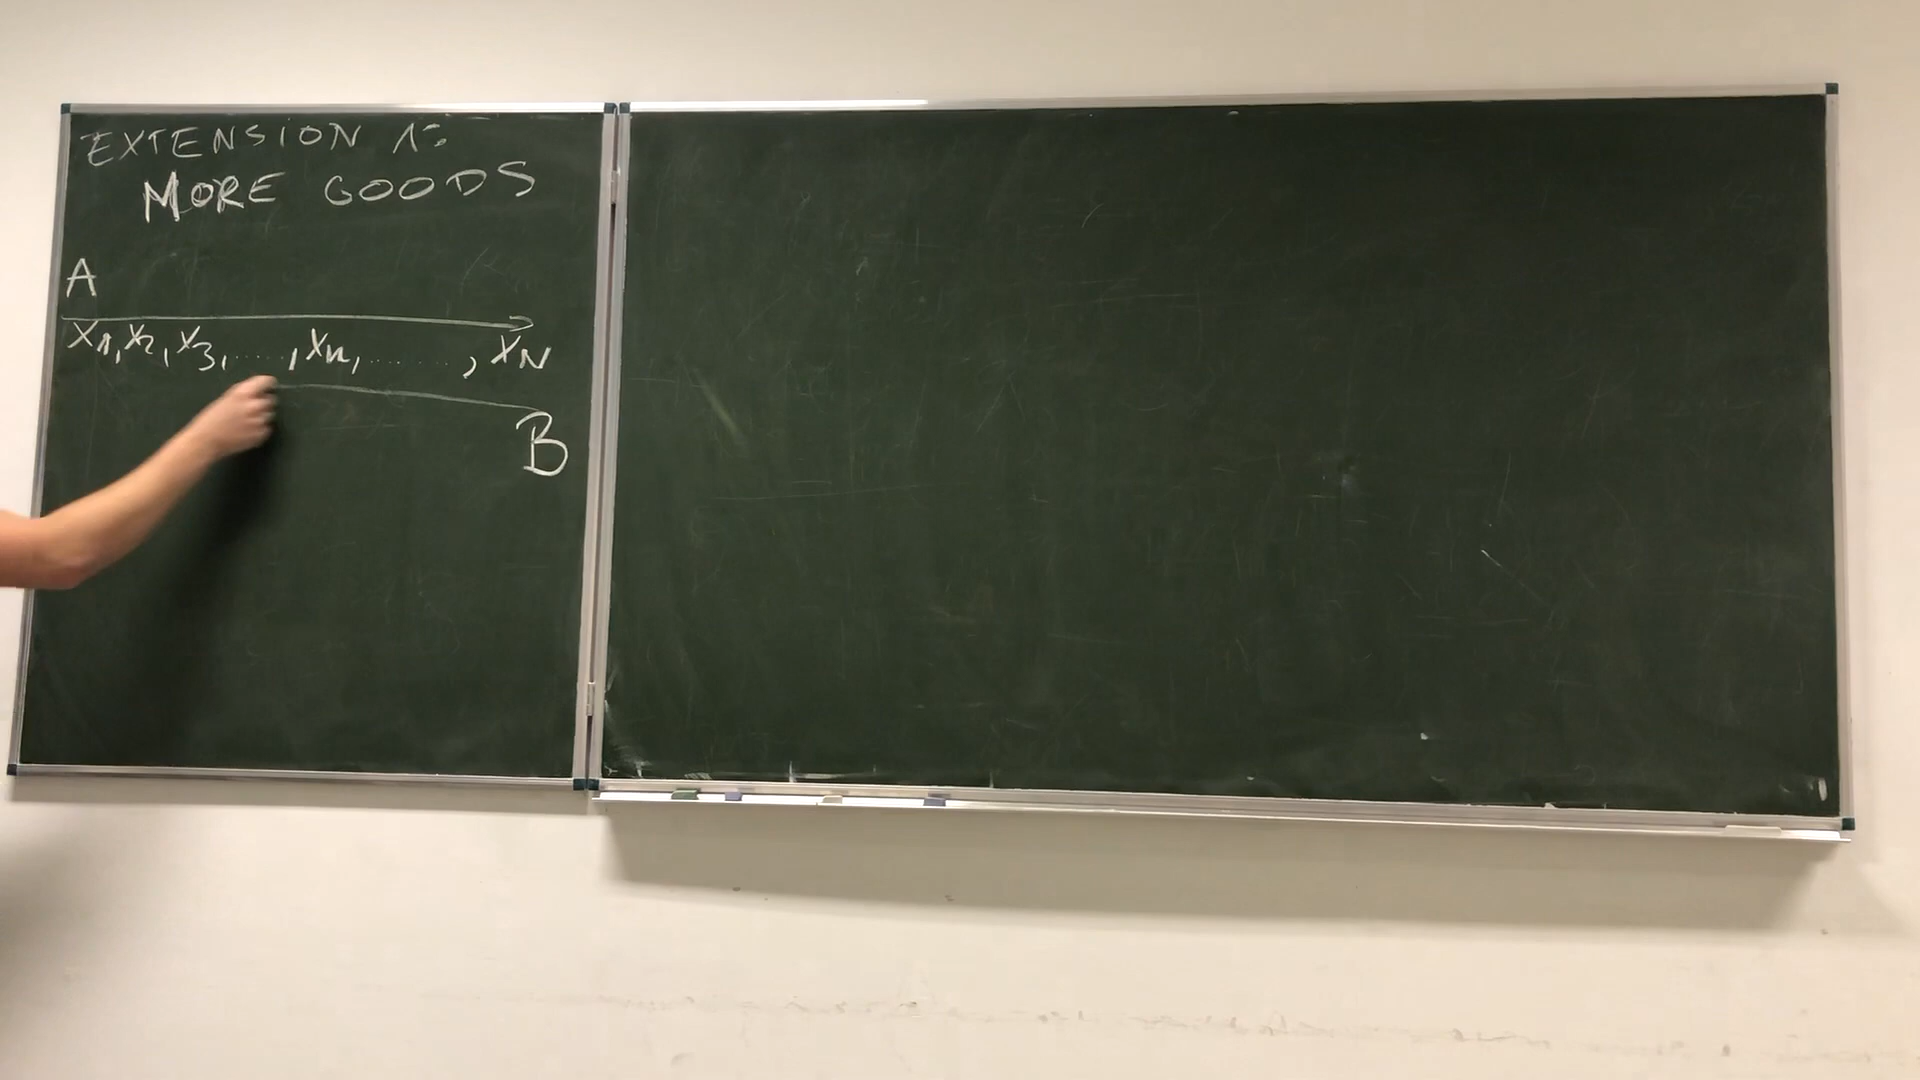 EXTENSION 1:
MORE GOODS
A
x1, x2, x3, ....., xn, ........, xN
B